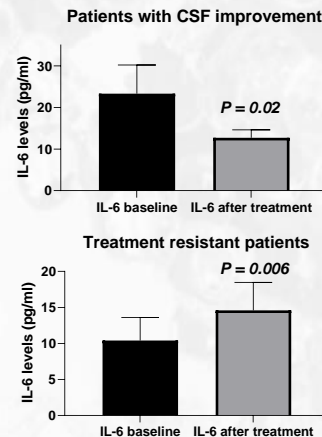 Patients with CSF improvement
IL-6 levels (pg/ml)
30
20
10
0
P = 0.02
IL-6 baseline IL-6 after treatment
Treatment resistant patients
IL-6 levels (pg/ml)
20
15
10
5
0
P = 0.006
IL-6 baseline IL-6 after treatment